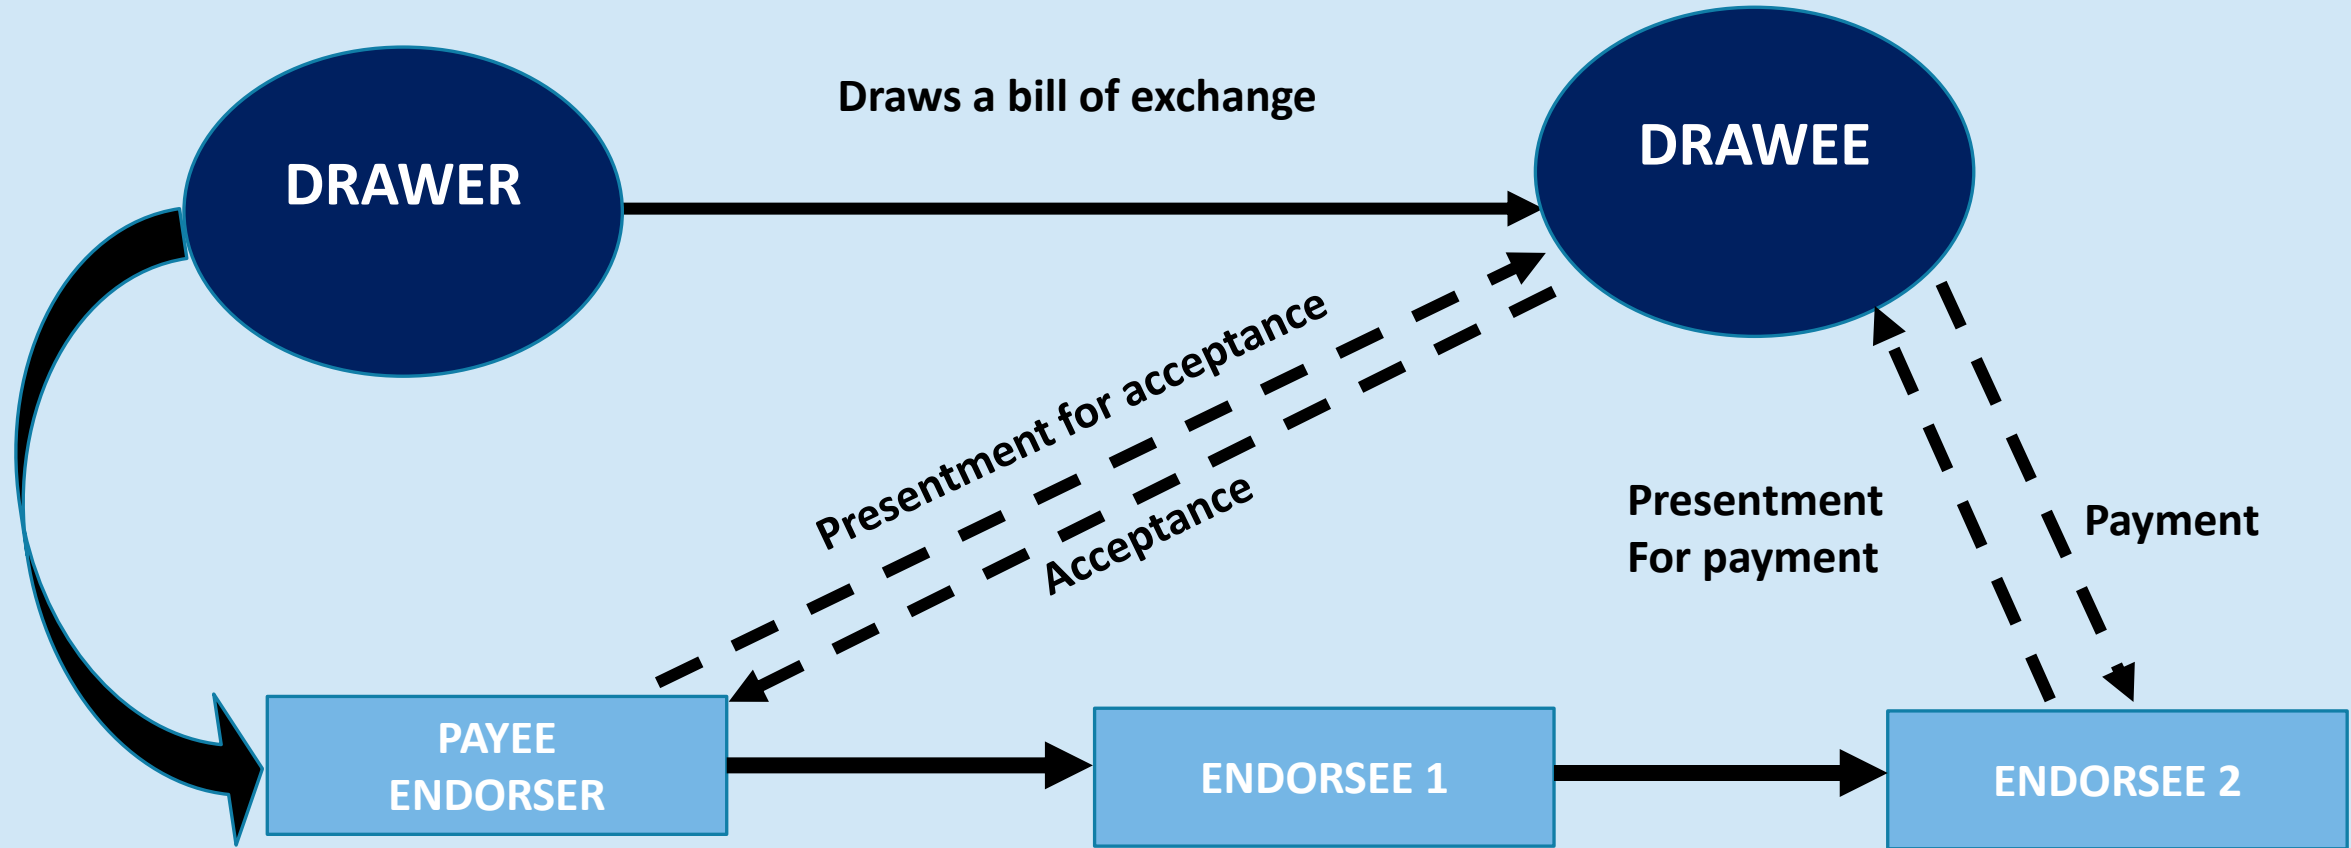 Draws a bill of exchange
DRAWER
DRAWEE
Presentment for acceptance
Acceptance
Presentment
For payment
Payment
PAYEE
ENDORSER
ENDORSEE 1
ENDORSEE 2